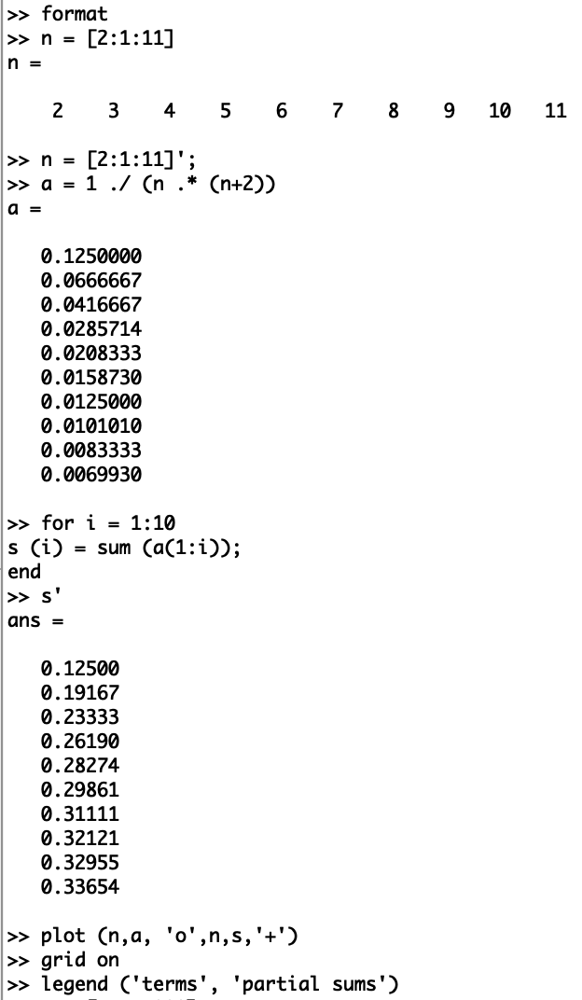 >> format
>> n = [2:1:11]
n =
2 3 4 5 6 7 8 9 10 11
>> n = [2:1:11]';
>> a = 1 ./ (n .* (n+2))
a =
0.1250000
0.0666667
0.0416667
0.0285714
0.0208333
0.0158730
0.0125000
0.0101010
0.0083333
0.0069930
>> for i = 1:10
s (i) = sum (a(1:i));
end
>> s'
ans =
0.12500
0.19167
0.23333
0.26190
0.28274
0.29861
0.31111
0.32121
0.32955
0.33654
>> plot (n,a, 'o',n,s,'+')
>> grid on
>> legend ('terms', 'partial sums')